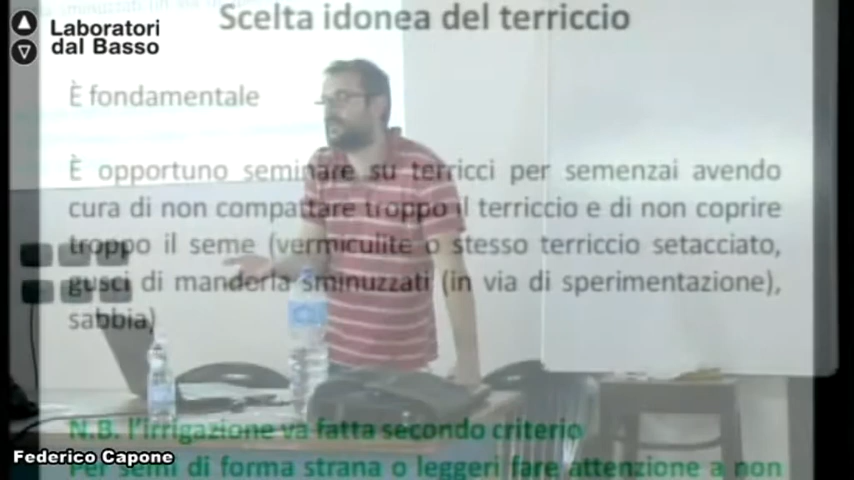 Scelta idonea del terriccio
Laboratori
dal Basso
È fondamentale
È opportuno seminare su terricci per semenzai avendo
cura di non compattare troppo il terriccio e di non coprire
troppo il seme (vermiculite o stesso terriccio setacciato,
gusci di mandorla sminuzzati (in via di sperimentazione),
sabbia)
N.B. l'irrigazione va fatta secondo criterio
Per semi di forma strana o leggeri fare attenzione a non
Federico Capone